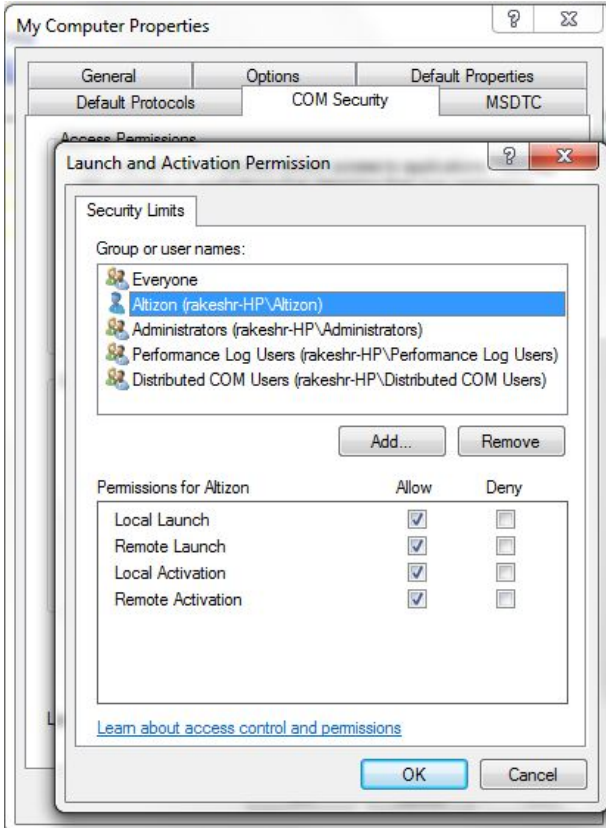 My Computer Properties
General Options Default Properties
Default Protocols COM Security MSDTC
Access Permissions
Launch and Activation Permission
Security Limits
Group or user names:
Everyone
Altizon (rakeshr-HP\Altizon)
Administrators (rakeshr-HP\Administrators)
Performance Log Users (rakeshr-HP\Performance Log Users)
Distributed COM Users (rakeshr-HP\Distributed COM Users)
Add... Remove
Permissions for Altizon Allow Deny
Local Launch
Remote Launch
Local Activation
Remote Activation
Learn about access control and permissions
OK Cancel